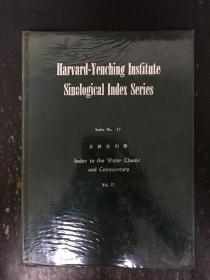 Harvard-Yenching Institute
Sinological Index Series
Index No. 17
水經注引得
Index to the Water Classic
and Commentary
Vol. II